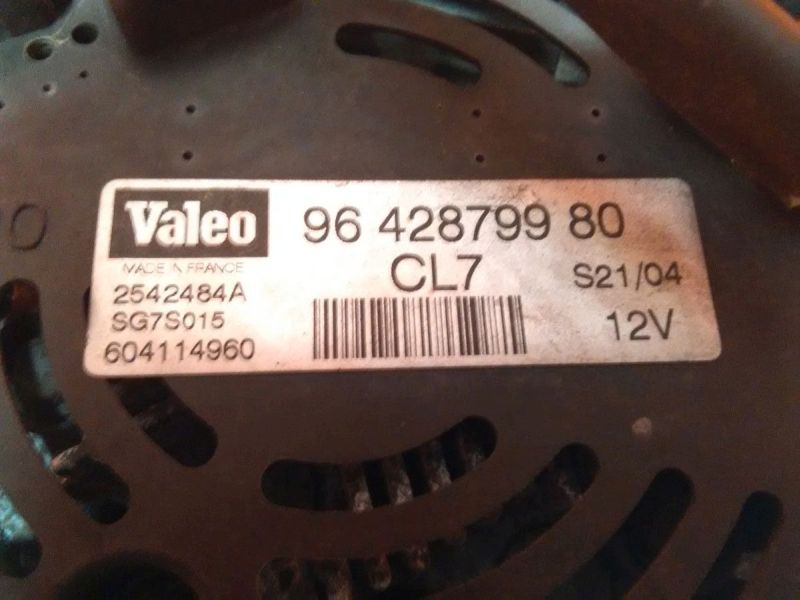 Valeo
96 428799 80
MADE IN FRANCE
CL7
S21/04
2542484A
SG7S015
12V
604114960